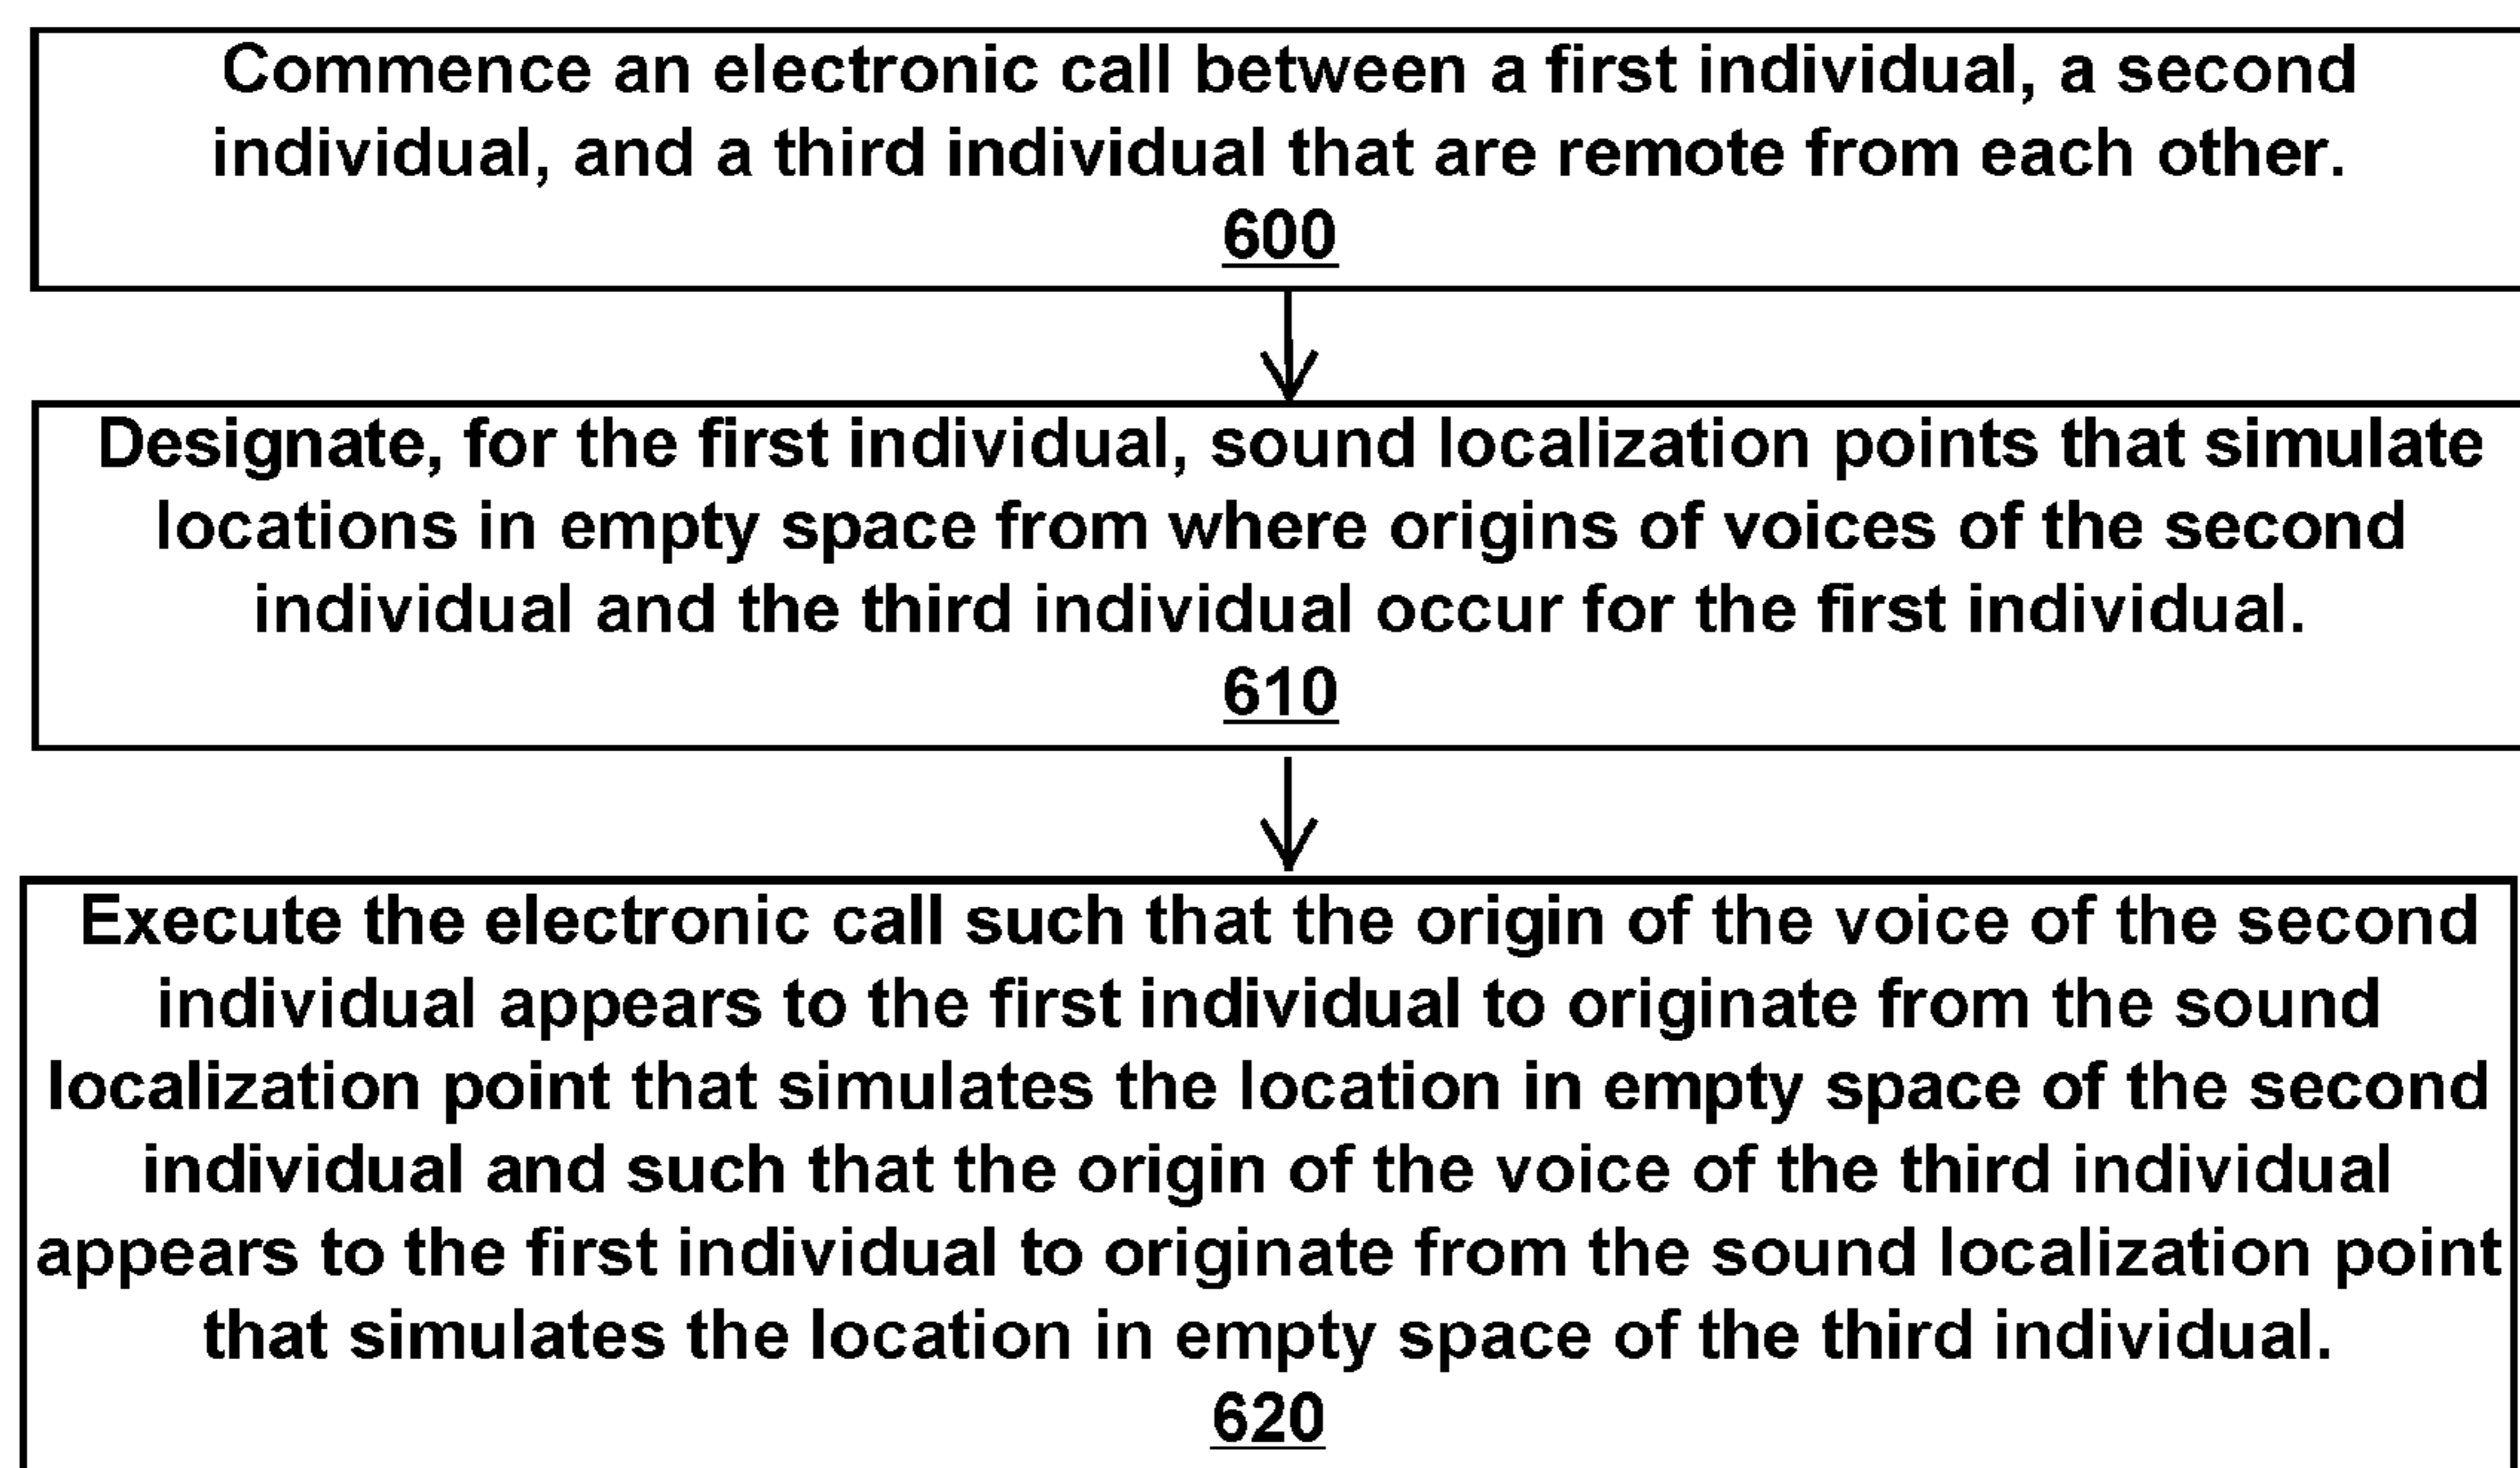 Commence an electronic call between a first individual, a second
individual, and a third individual that are remote from each other.
600
Designate, for the first individual, sound localization points that simulate
locations in empty space from where origins of voices of the second
individual and the third individual occur for the first individual.
610
Execute the electronic call such that the origin of the voice of the second
individual appears to the first individual to originate from the sound
localization point that simulates the location in empty space of the second
individual and such that the origin of the voice of the third individual
appears to the first individual to originate from the sound localization point
that simulates the location in empty space of the third individual.
620